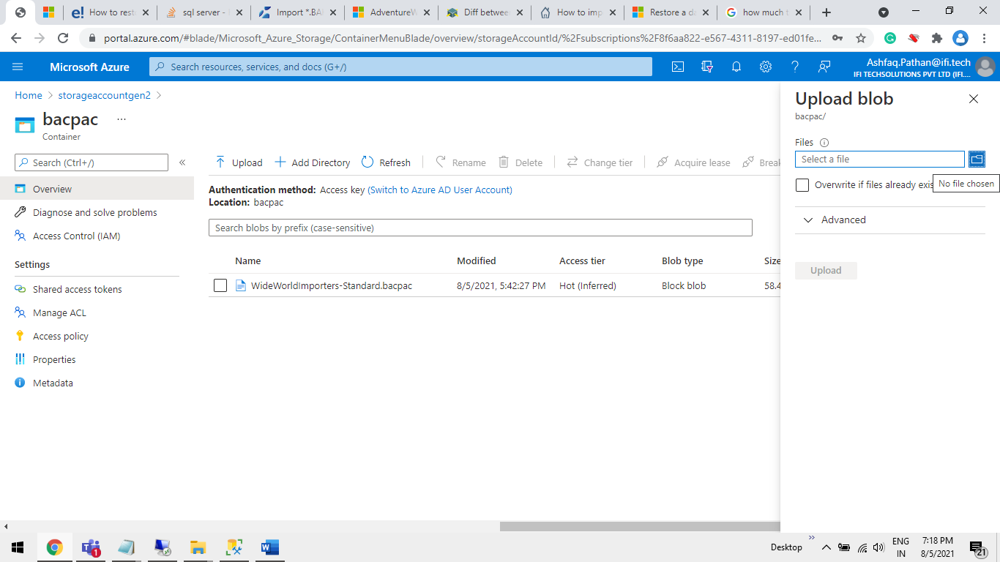 How to rest
sql server -
Import *.BA
AdventureW
Diff between
How to imp
Restore a da
how much t
portal.azure.com/#blade/Microsoft_Azure_Storage/ContainerMenuBlade/overview/storageAccountId/%2Fsubscriptions%2F8f6aa822-e567-4311-8197-ed01fe...
Microsoft Azure
Search resources, services, and docs (G+/)
Ashfaq.Pathan@ifi.tech
IFI TECHSOLUTIONS PVT LTD (IFI....
Home > storageaccountgen2 >
bacpac ...
Container
Search (Ctrl+/)
«
Overview
Diagnose and solve problems
Access Control (IAM)
Settings
Shared access tokens
Manage ACL
Access policy
Properties
Metadata
Upload
Add Directory
Refresh
Rename
Delete
Change tier
Acquire lease
Break
Authentication method: Access key (Switch to Azure AD User Account)
Location: bacpac
Search blobs by prefix (case-sensitive)
Name Modified Access tier Blob type Size
WideWorldImporters-Standard.bacpac 8/5/2021, 5:42:27 PM Hot (Inferred) Block blob 58.4
Upload blob
bacpac/
Files
Select a file
Overwrite if files already exis
No file chosen
Advanced
Upload
1
Desktop
»
ENG
IN
7:18 PM
8/5/2021
21